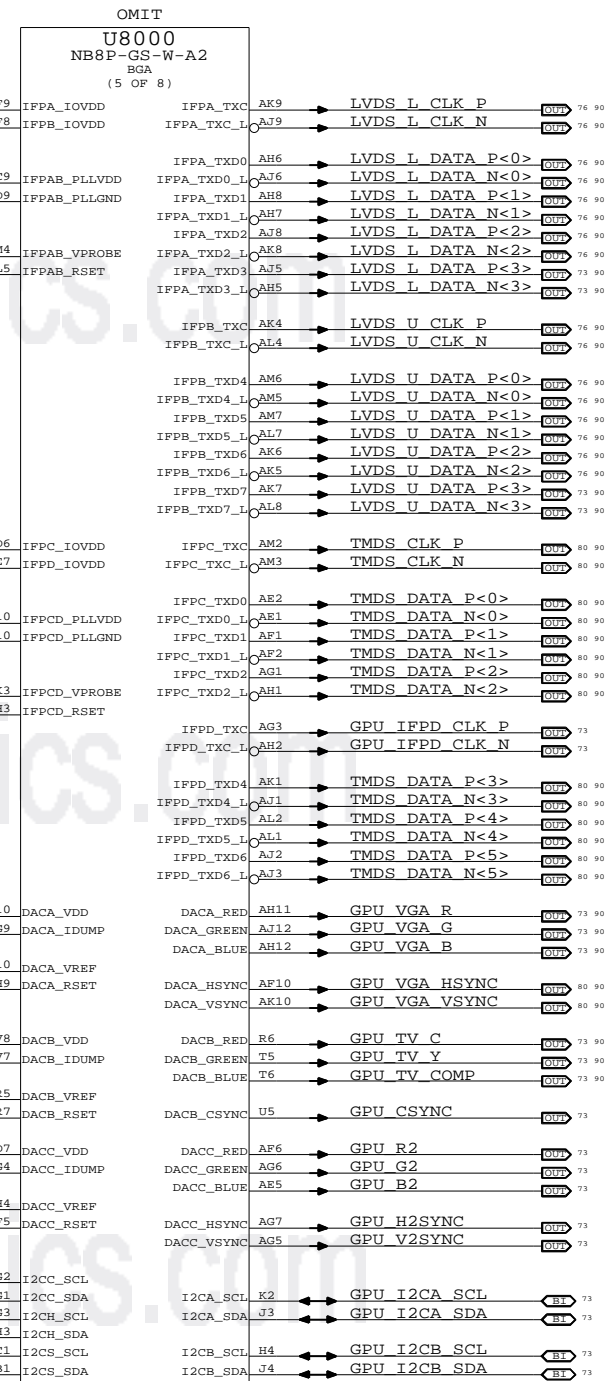 OMIT
U8000
NB8P-GS-W-A2
BGA
(5 OF 8)
IFPA_IOVDD IFPA_TXC AK9 LVDS_L_CLK_P OUT 76 90
IFPB_IOVDD IFPA_TXC_L AJ9 LVDS_L_CLK_N OUT 76 90
IFPA_TXD0 AH6 LVDS_L_DATA_P<0> OUT 76 90
IFPAB_PLLVDD IFPA_TXD0_L AJ6 LVDS_L_DATA_N<0> OUT 76 90
IFPAB_PLLGND IFPA_TXD1 AH8 LVDS_L_DATA_P<1> OUT 76 90
IFPA_TXD1_L AH7 LVDS_L_DATA_N<1> OUT 76 90
IFPA_TXD2 AJ8 LVDS_L_DATA_P<2> OUT 76 90
IFPAB_VPROBE IFPA_TXD2_L AK8 LVDS_L_DATA_N<2> OUT 76 90
IFPAB_RSET IFPA_TXD3 AJ5 LVDS_L_DATA_P<3> OUT 73 90
IFPA_TXD3_L AH5 LVDS_L_DATA_N<3> OUT 73 90
IFPB_TXC AK4 LVDS_U_CLK_P OUT 76 90
IFPB_TXC_L AL4 LVDS_U_CLK_N OUT 76 90
IFPB_TXD4 AM6 LVDS_U_DATA_P<0> OUT 76 90
IFPB_TXD4_L AM5 LVDS_U_DATA_N<0> OUT 76 90
IFPB_TXD5 AM7 LVDS_U_DATA_P<1> OUT 76 90
IFPB_TXD5_L AL7 LVDS_U_DATA_N<1> OUT 76 90
IFPB_TXD6 AK6 LVDS_U_DATA_P<2> OUT 76 90
IFPB_TXD6_L AK5 LVDS_U_DATA_N<2> OUT 76 90
IFPB_TXD7 AK7 LVDS_U_DATA_P<3> OUT 73 90
IFPB_TXD7_L AL8 LVDS_U_DATA_N<3> OUT 73 90
IFPC_IOVDD IFPC_TXC AM2 TMDS_CLK_P OUT 80 90
IFPD_IOVDD IFPC_TXC_L AM3 TMDS_CLK_N OUT 80 90
IFPC_TXD0 AE2 TMDS_DATA_P<0> OUT 80 90
IFPCD_PLLVDD IFPC_TXD0_L AE1 TMDS_DATA_N<0> OUT 80 90
IFPCD_PLLGND IFPC_TXD1 AF1 TMDS_DATA_P<1> OUT 80 90
IFPC_TXD1_L AF2 TMDS_DATA_N<1> OUT 80 90
IFPC_TXD2 AG1 TMDS_DATA_P<2> OUT 80 90
IFPCD_VPROBE IFPC_TXD2_L AH1 TMDS_DATA_N<2> OUT 80 90
IFPCD_RSET
IFPD_TXC AG3 GPU_IFPD_CLK_P OUT 73
IFPD_TXC_L AH2 GPU_IFPD_CLK_N OUT 73
IFPD_TXD4 AK1 TMDS_DATA_P<3> OUT 80 90
IFPD_TXD4_L AJ1 TMDS_DATA_N<3> OUT 80 90
IFPD_TXD5 AL2 TMDS_DATA_P<4> OUT 80 90
IFPD_TXD5_L AL1 TMDS_DATA_N<4> OUT 80 90
IFPD_TXD6 AJ2 TMDS_DATA_P<5> OUT 80 90
IFPD_TXD6_L AJ3 TMDS_DATA_N<5> OUT 80 90
DACA_VDD DACA_RED AH11 GPU_VGA_R OUT 73 90
DACA_IDUMP DACA_GREEN AJ12 GPU_VGA_G OUT 73 90
DACA_BLUE AH12 GPU_VGA_B OUT 73 90
DACA_VREF
DACA_RSET DACA_HSYNC AF10 GPU_VGA_HSYNC OUT 80 90
DACA_VSYNC AK10 GPU_VGA_VSYNC OUT 80 90
DACB_VDD DACB_RED R6 GPU_TV_C OUT 73 90
DACB_IDUMP DACB_GREEN T5 GPU_TV_Y OUT 73 90
DACB_BLUE T6 GPU_TV_COMP OUT 73 90
DACB_VREF
DACB_RSET DACB_CSYNC U5 GPU_CSYNC OUT 73
DACC_VDD DACC_RED AF6 GPU_R2 OUT 73
DACC_IDUMP DACC_GREEN AG6 GPU_G2 OUT 73
DACC_BLUE AE5 GPU_B2 OUT 73
DACC_VREF
DACC_RSET DACC_HSYNC AG7 GPU_H2SYNC OUT 73
DACC_VSYNC AG5 GPU_V2SYNC OUT 73
I2CC_SCL
I2CC_SDA I2CA_SCL K2 GPU_I2CA_SCL BI 73
I2CH_SCL I2CA_SDA J3 GPU_I2CA_SDA BI 73
I2CH_SDA
I2CS_SCL I2CB_SCL H4 GPU_I2CB_SCL BI 73
I2CS_SDA I2CB_SDA J4 GPU_I2CB_SDA BI 73